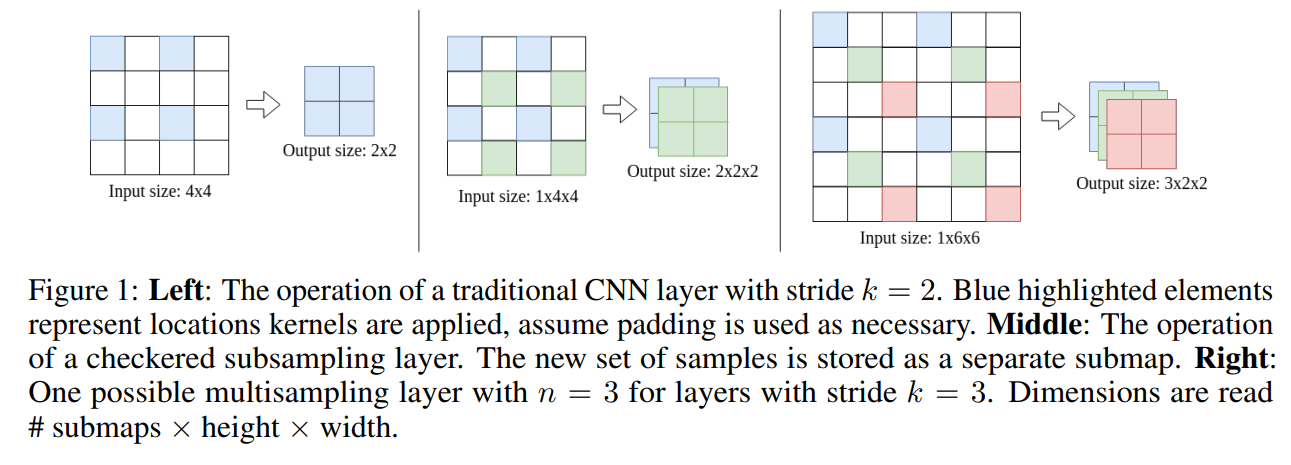 Output size: 2x2
Input size: 4x4
Output size: 2x2x2
Input size: 1x4x4
Output size: 3x2x2
Input size: 1x6x6
Figure 1: Left: The operation of a traditional CNN layer with stride k = 2. Blue highlighted elements
represent locations kernels are applied, assume padding is used as necessary. Middle: The operation
of a checkered subsampling layer. The new set of samples is stored as a separate submap. Right:
One possible multisampling layer with n = 3 for layers with stride k = 3. Dimensions are read
# submaps × height × width.